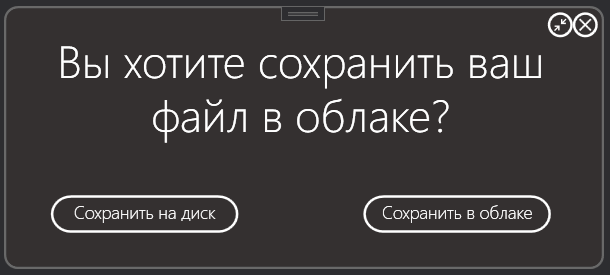 Вы хотите сохранить ваш
файл в облаке?
Сохранить на диск
Сохранить в облаке